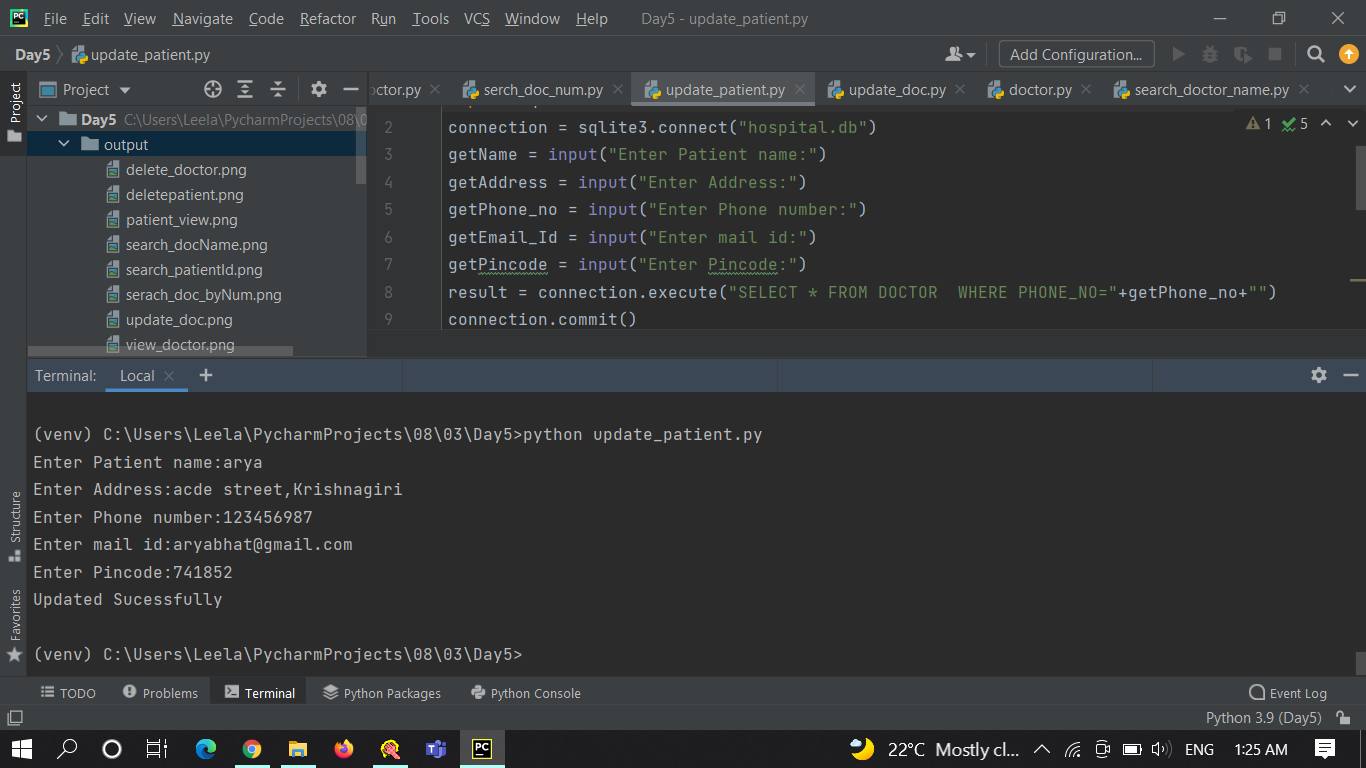 File Edit View Navigate Code Refactor Run Tools VCS Window Help Day5 - update_patient.py
Day5 update_patient.py Add Configuration...
Project
Project
octor.py serch_doc_num.py update_patient.py update_doc.py doctor.py search_doctor_name.py
Day5 C:\Users\Leela\PycharmProjects\08\0
output
delete_doctor.png
deletepatient.png
patient_view.png
search_docName.png
search_patientId.png
serach_doc_byNum.png
update_doc.png
view_doctor.png
1 5
2 connection = sqlite3.connect("hospital.db")
3 getName = input("Enter Patient name:")
4 getAddress = input("Enter Address:")
5 getPhone_no = input("Enter Phone number:")
6 getEmail_Id = input("Enter mail id:")
7 getPincode = input("Enter Pincode:")
8 result = connection.execute("SELECT * FROM DOCTOR  WHERE PHONE_NO="+getPhone_no+"")
9 connection.commit()
Terminal: Local +
(venv) C:\Users\Leela\PycharmProjects\08\03\Day5>python update_patient.py
Enter Patient name:arya
Enter Address:acde street,Krishnagiri
Enter Phone number:123456987
Enter mail id:aryabhat@gmail.com
Enter Pincode:741852
Updated Sucessfully
(venv) C:\Users\Leela\PycharmProjects\08\03\Day5>
Structure
Favorites
TODO Problems Terminal Python Packages Python Console Event Log
Python 3.9 (Day5)
22°C Mostly cl... ENG 1:25 AM